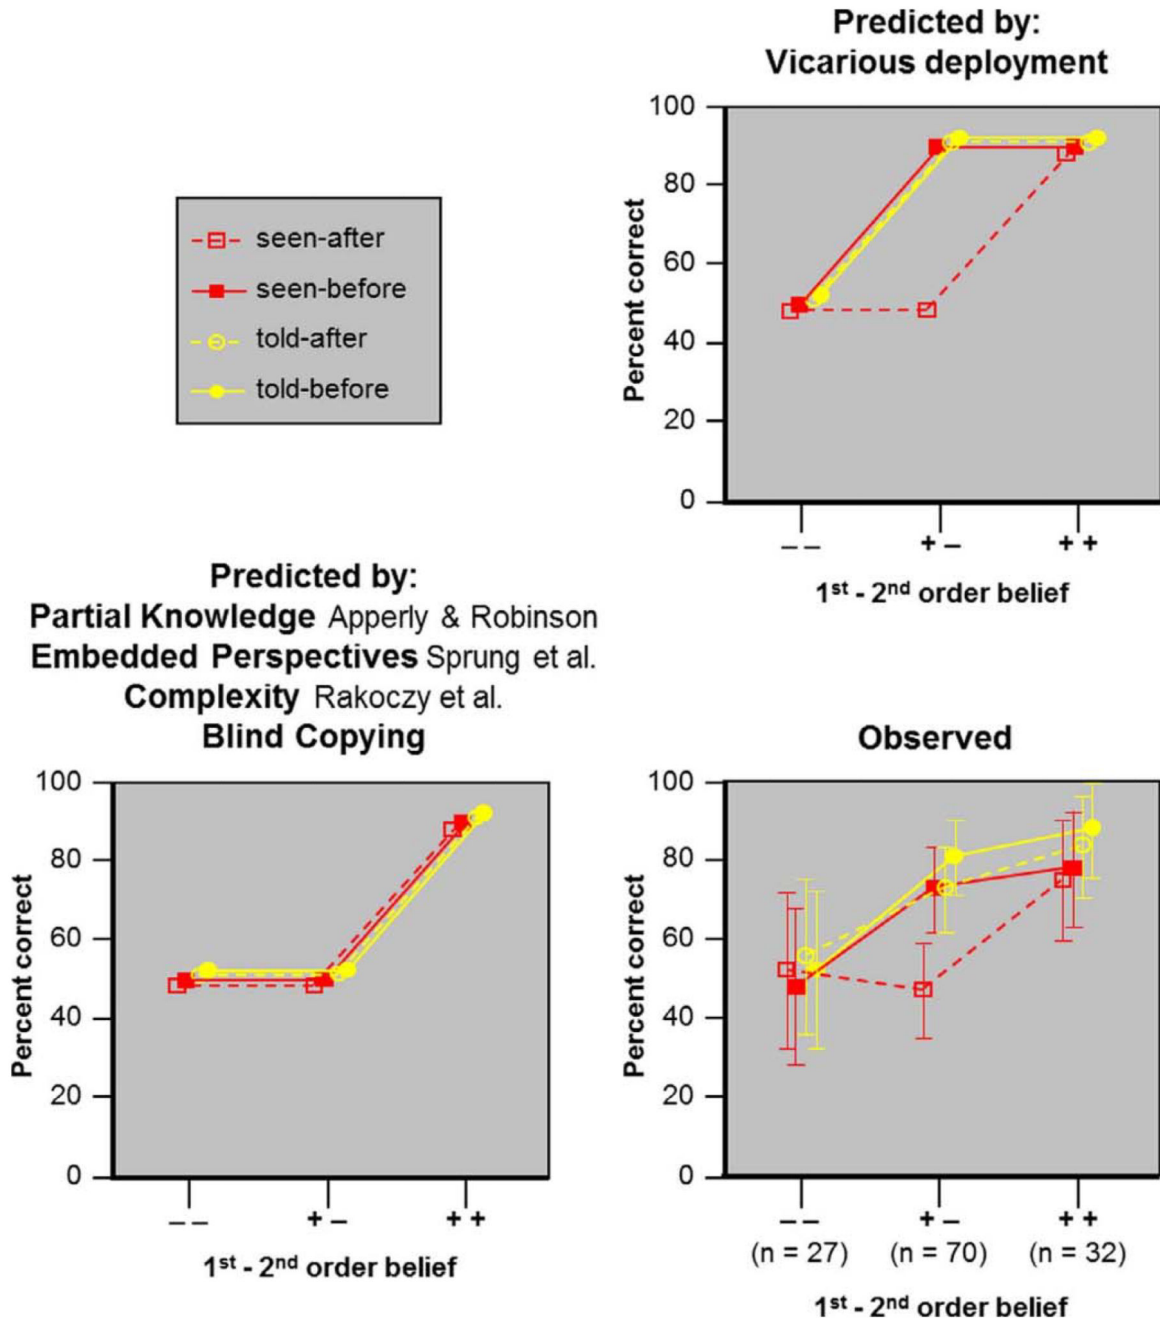 Predicted by:
Vicarious deployment
100
80
60
40
20
0
Percent correct
– –
+ –
+ +
1st - 2nd order belief
seen-after
seen-before
told-after
told-before
Predicted by:
Partial Knowledge Apperly & Robinson
Embedded Perspectives Sprung et al.
Complexity Rakoczy et al.
Blind Copying
100
80
60
40
20
0
Percent correct
– –
+ –
+ +
1st - 2nd order belief
Observed
100
80
60
40
20
0
Percent correct
– –
+ –
+ +
(n = 27)
(n = 70)
(n = 32)
1st - 2nd order belief